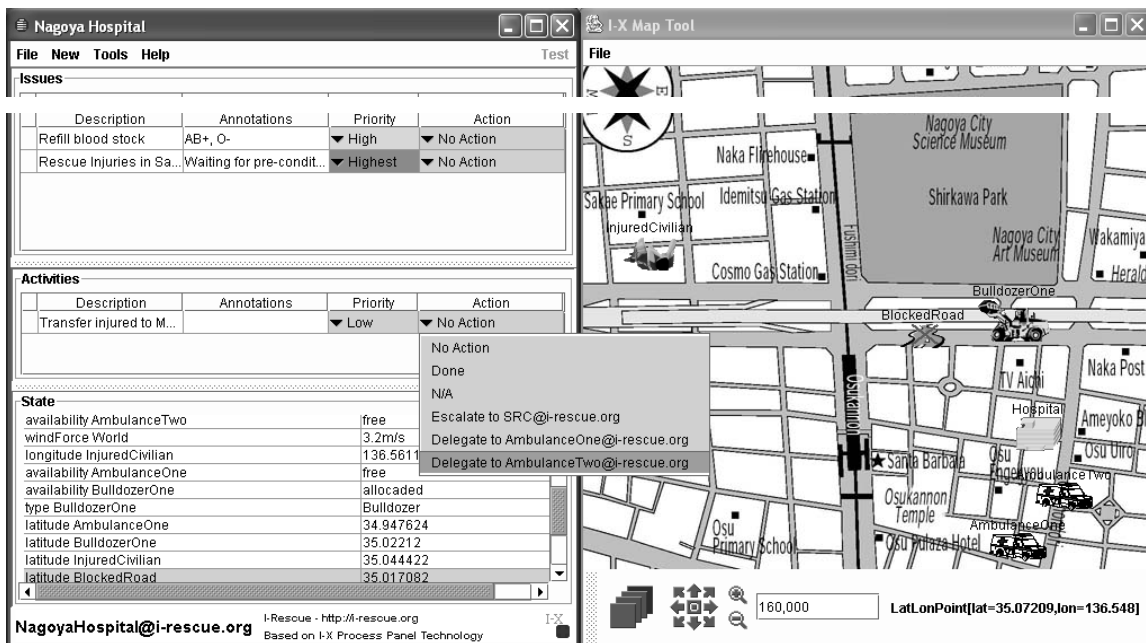 Nagoya Hospital
File New Tools Help Test
Issues
Description Annotations Priority Action
Refill blood stock AB+, O- High No Action
Rescue Injuries in Sa... Waiting for pre-condit... Highest No Action
Activities
Description Annotations Priority Action
Transfer injured to M... Low No Action
No Action
Done
N/A
Escalate to SRC@i-rescue.org
Delegate to AmbulanceOne@i-rescue.org
Delegate to AmbulanceTwo@i-rescue.org
State
availability AmbulanceTwo free
windForce World 3.2m/s
longitude InjuredCivilian 136.5611
availability AmbulanceOne free
availability BulldozerOne allocaded
type BulldozerOne Bulldozer
latitude AmbulanceOne 34.947624
latitude BulldozerOne 35.02212
latitude InjuredCivilian 35.044422
latitude BlockedRoad 35.017082
NagoyaHospital@i-rescue.org
I-Rescue - http://i-rescue.org
Based on I-X Process Panel Technology
I-X
I-X Map Tool
File
E
S
Nagoya City
Science Museum
Naka Firehouse
Sakae Primary School
Idemitsu Gas Station
Shirkawa Park
InjuredCivilian
Fushimi dori
Nagoya City
Art Museum
Wakamiya
Herald
Cosmo Gas Station
BulldozerOne
BlockedRoad
TV Aichi
Naka Post
Osukannon
Hospital
Ameyoko B
Santa Barbala
Osu
Osu Uiro
AmbulanceTwo
Osukannon
Temple
AmbulanceOne
Osu
Primary School
Osu Pulaza Hotel
160,000
LatLonPoint[lat=35.07209,lon=136.548]